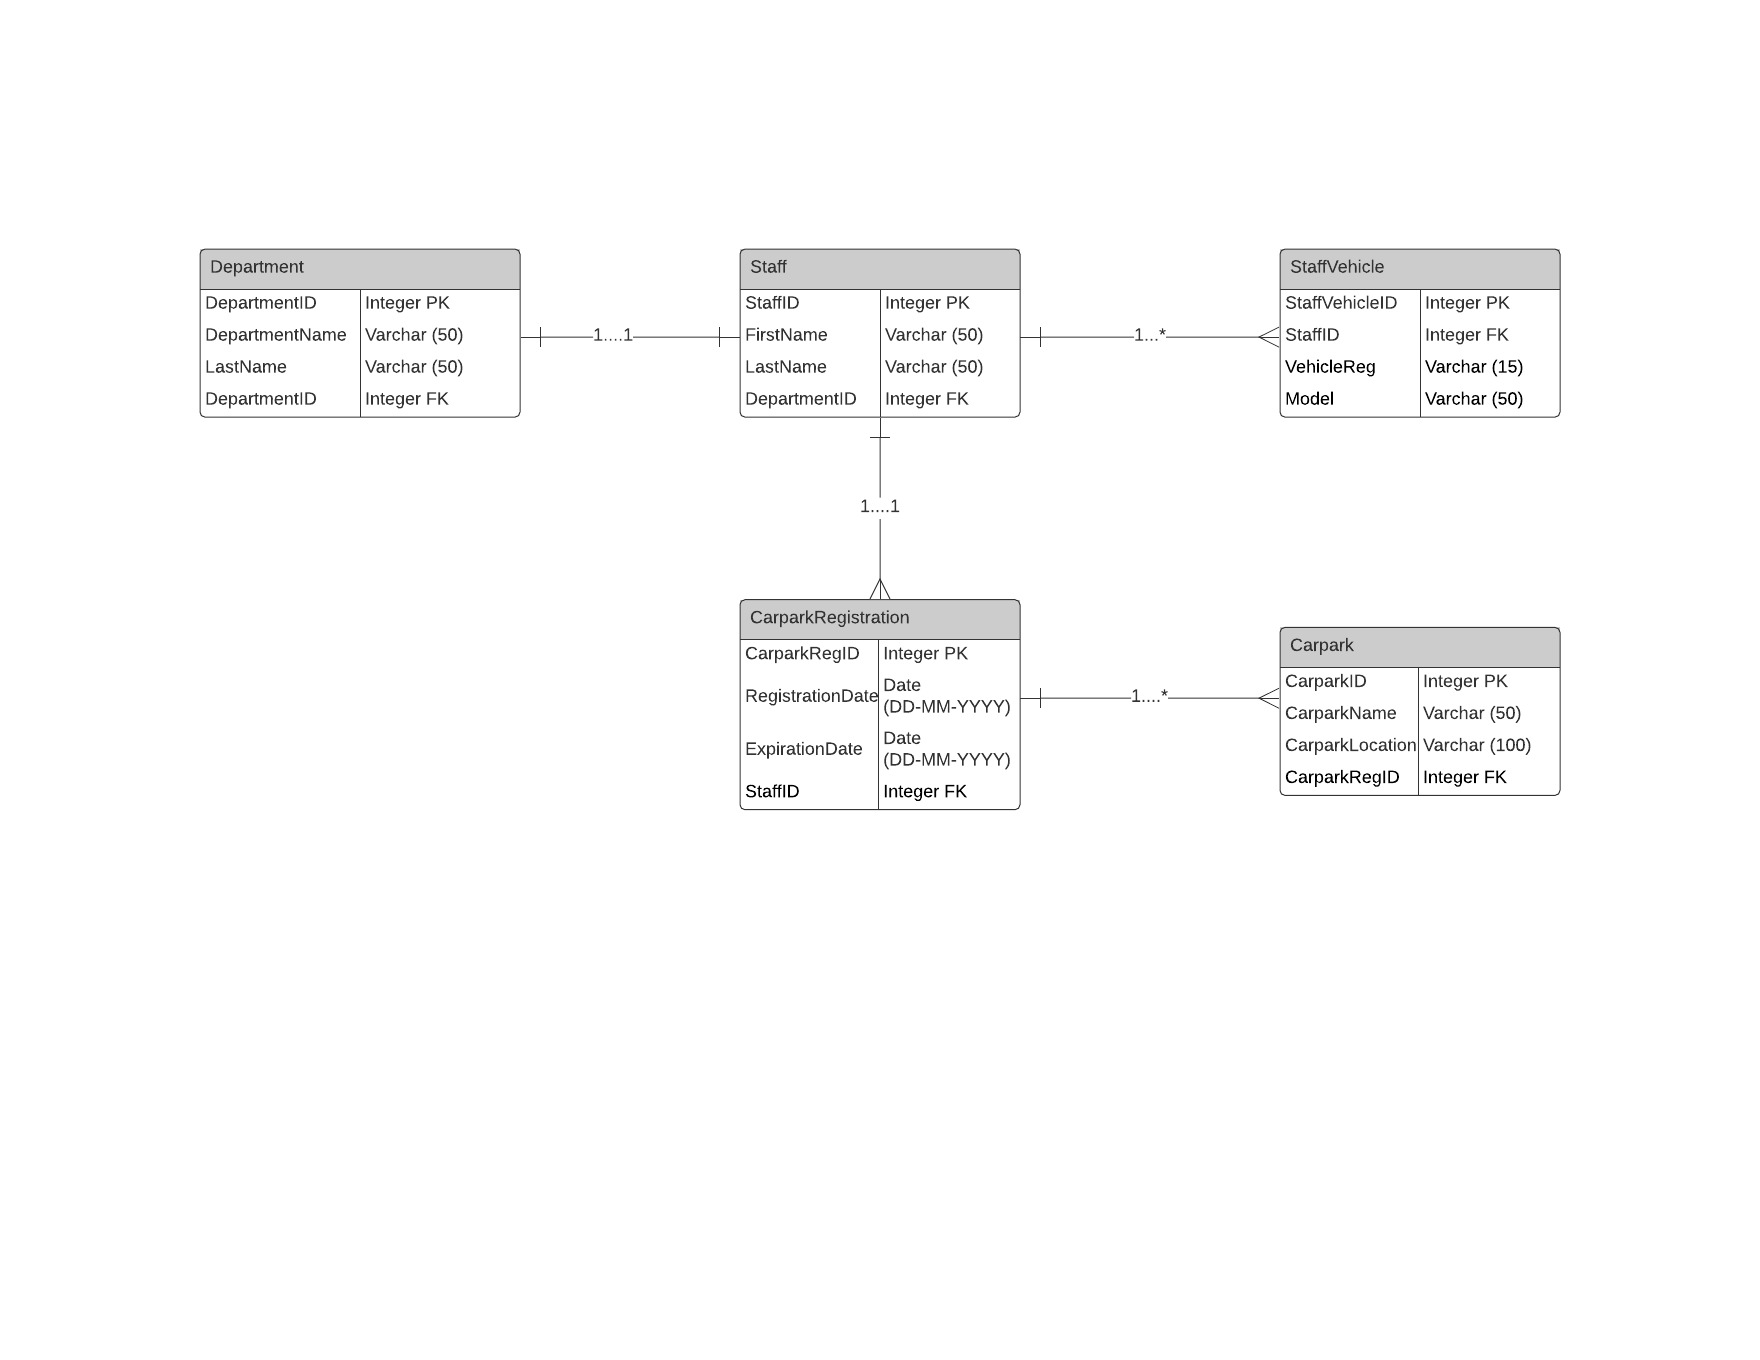 Department
DepartmentID Integer PK
DepartmentName Varchar (50)
LastName Varchar (50)
DepartmentID Integer FK
1....1
Staff
StaffID Integer PK
FirstName Varchar (50)
LastName Varchar (50)
DepartmentID Integer FK
1...*
StaffVehicle
StaffVehicleID Integer PK
StaffID Integer FK
VehicleReg Varchar (15)
Model Varchar (50)
1....1
CarparkRegistration
CarparkRegID Integer PK
RegistrationDate Date
(DD-MM-YYYY)
ExpirationDate Date
(DD-MM-YYYY)
StaffID Integer FK
1....*
Carpark
CarparkID Integer PK
CarparkName Varchar (50)
CarparkLocation Varchar (100)
CarparkRegID Integer FK